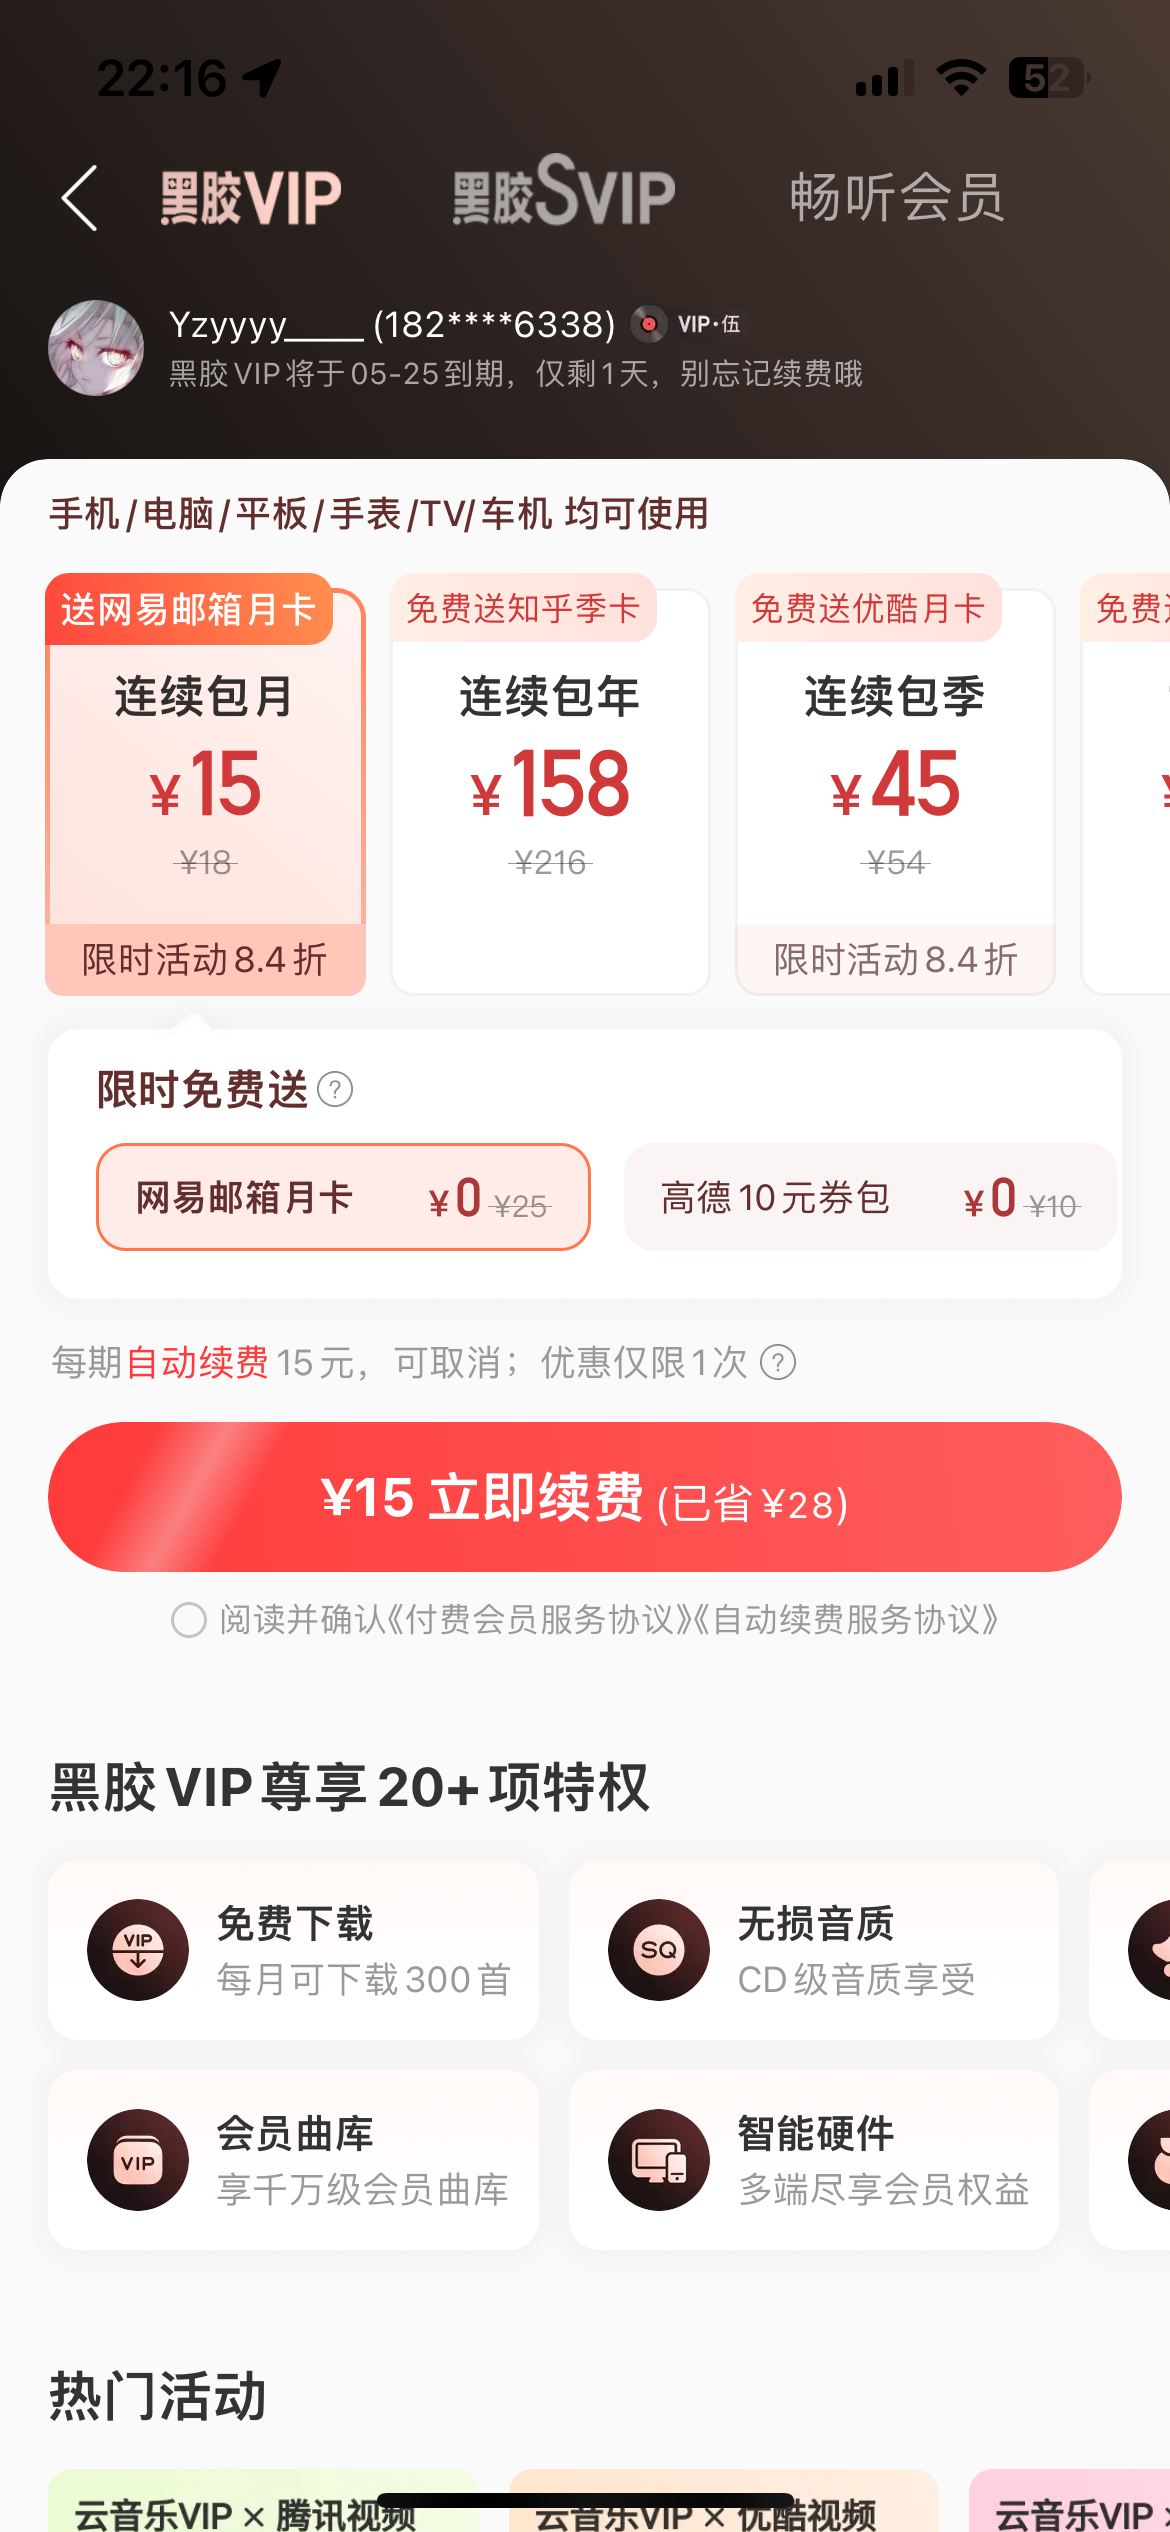 22:16
52
黑胶VIP 黑胶SVIP 畅听会员
Yzyyyy____ (182****6338) VIP·伍
黑胶VIP将于05-25到期，仅剩1天，别忘记续费哦
手机/电脑/平板/手表/TV/车机 均可使用
送网易邮箱月卡
连续包月
¥15
¥18
限时活动8.4折
免费送知乎季卡
连续包年
¥158
¥216
免费送优酷月卡
连续包季
¥45
¥54
限时活动8.4折
免费
限时免费送 ?
网易邮箱月卡 ¥0 ¥25
高德10元券包 ¥0 ¥10
每期自动续费15元，可取消；优惠仅限1次 ?
¥15 立即续费 (已省¥28)
阅读并确认《付费会员服务协议》《自动续费服务协议》
黑胶VIP尊享20+项特权
VIP
免费下载
每月可下载300首
SQ
无损音质
CD级音质享受
VIP
会员曲库
享千万级会员曲库
智能硬件
多端尽享会员权益
热门活动
云音乐VIP × 腾讯视频
云音乐VIP × 优酷视频
云音乐VIP ×